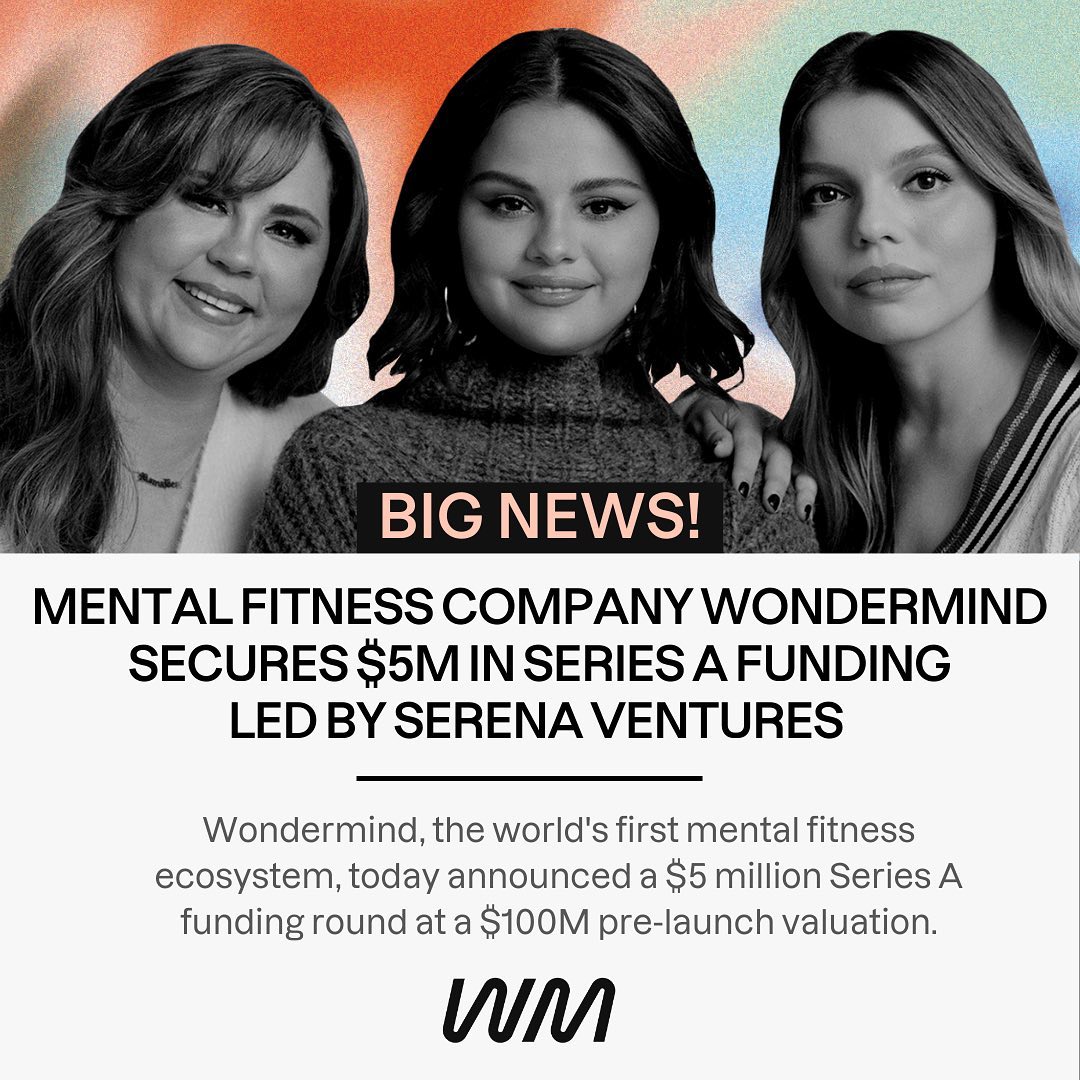 BIG NEWS!
MENTAL FITNESS COMPANY WONDERMIND
SECURES $5M IN SERIES A FUNDING
LED BY SERENA VENTURES
Wondermind, the world's first mental fitness
ecosystem, today announced a $5 million Series A
funding round at a $100M pre-launch valuation.
WM